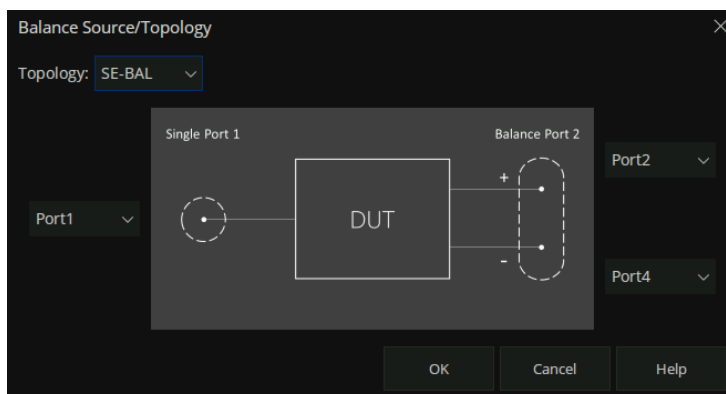 Balance Source/Topology
Topology: SE-BAL
Single Port 1
Balance Port 2
Port1
DUT
+
-
Port2
Port4
OK
Cancel
Help